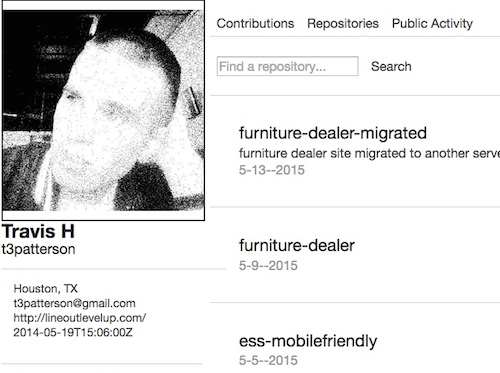 Contributions Repositories Public Activity
Find a repository... Search
furniture-dealer-migrated
furniture dealer site migrated to another serve
5-13--2015
furniture-dealer
5-9--2015
ess-mobilefriendly
5-5--2015
Travis H
t3patterson
Houston, TX
t3patterson@gmail.com
http://lineoutlevelup.com/
2014-05-19T15:06:00Z